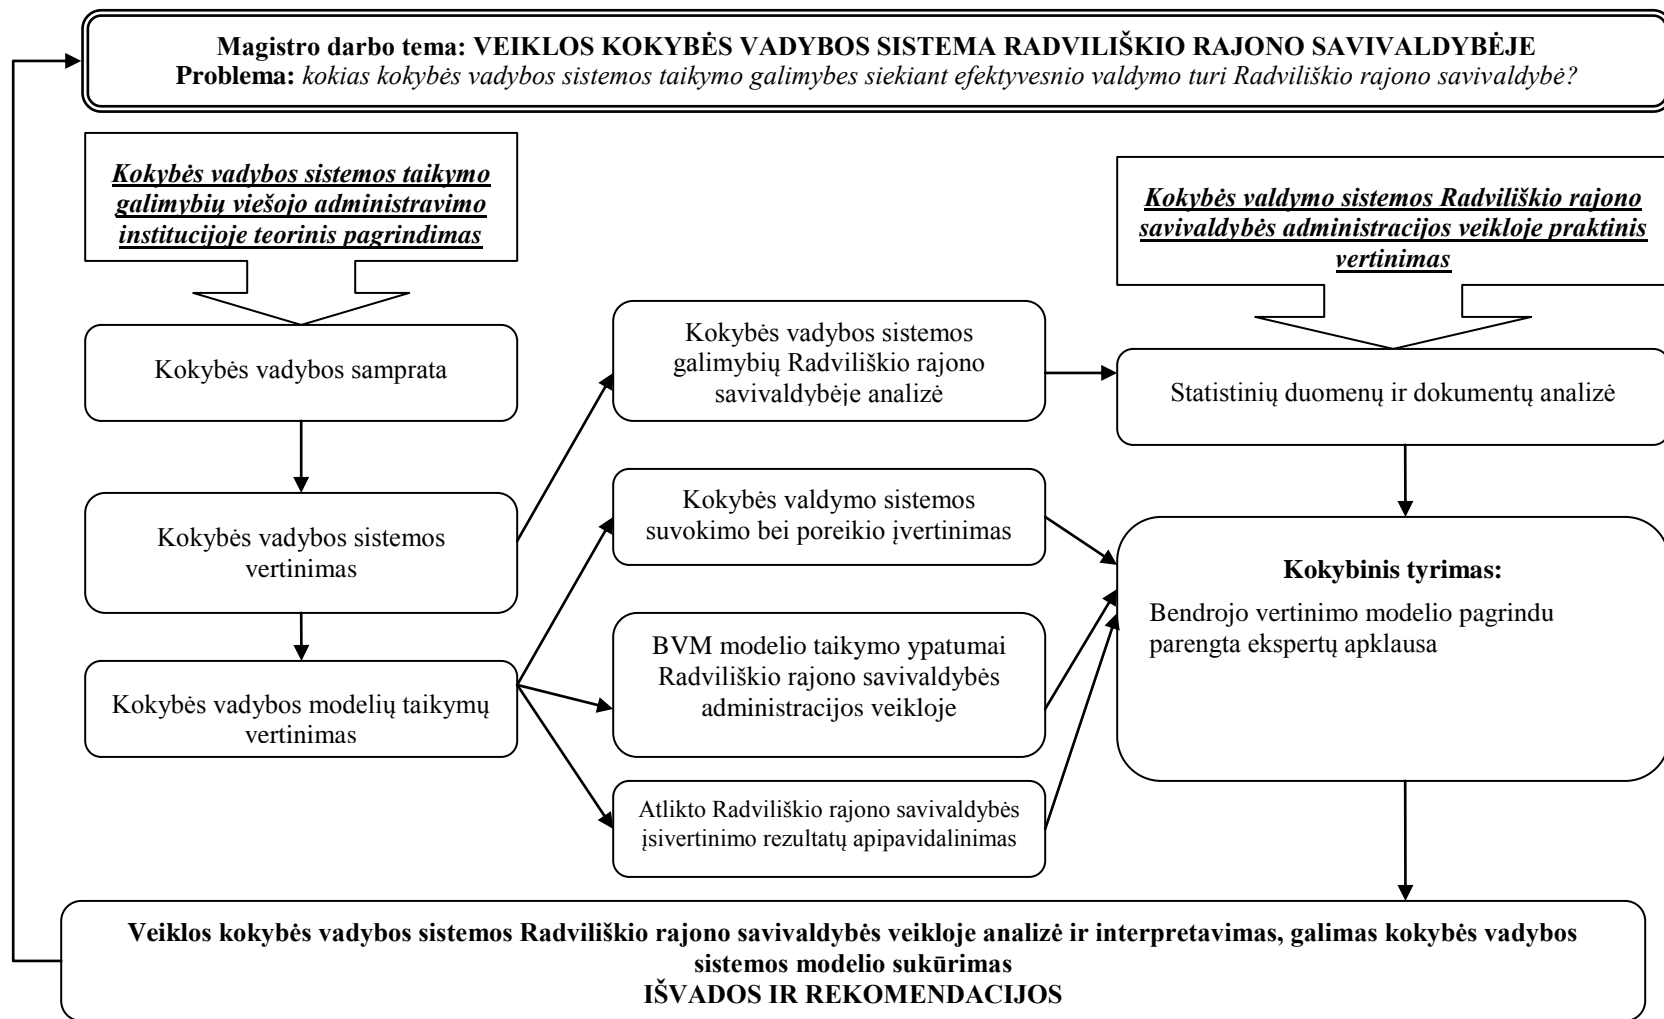 Magistro darbo tema: VEIKLOS KOKYBĖS VADYBOS SISTEMA RADVILIŠKIO RAJONO SAVIVALDYBĖJE
Problema: kokias kokybės vadybos sistemos taikymo galimybes siekiant efektyvesnio valdymo turi Radviliškio rajono savivaldybė?
Kokybės vadybos sistemos taikymo
galimybių viešojo administravimo
institucijoje teorinis pagrindimas
Kokybės valdymo sistemos Radviliškio rajono
savivaldybės administracijos veikloje praktinis
vertinimas
Kokybės vadybos samprata
Kokybės vadybos sistemos
galimybių Radviliškio rajono
savivaldybėje analizė
Statistinių duomenų ir dokumentų analizė
Kokybės vadybos sistemos
vertinimas
Kokybės valdymo sistemos
suvokimo bei poreikio įvertinimas
Kokybinis tyrimas:
Bendrojo vertinimo modelio pagrindu
parengta ekspertų apklausa
Kokybės vadybos modelių taikymų
vertinimas
BVM modelio taikymo ypatumai
Radviliškio rajono savivaldybės
administracijos veikloje
Atlikto Radviliškio rajono savivaldybės
įsivertinimo rezultatų apipavidalinimas
Veiklos kokybės vadybos sistemos Radviliškio rajono savivaldybės veikloje analizė ir interpretavimas, galimas kokybės vadybos
sistemos modelio sukūrimas
IŠVADOS IR REKOMENDACIJOS